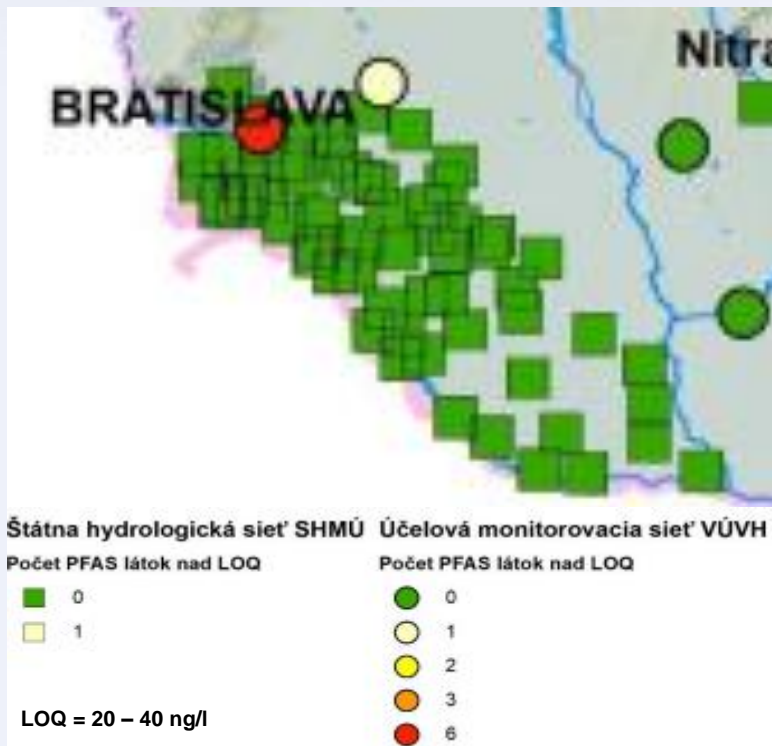 Nitra
BRATISLAVA
Štátna hydrologická sieť SHMÚ
Počet PFAS látok nad LOQ
0
1
LOQ = 20 – 40 ng/l
Účelová monitorovacia sieť VÚVH
Počet PFAS látok nad LOQ
0
1
2
3
6